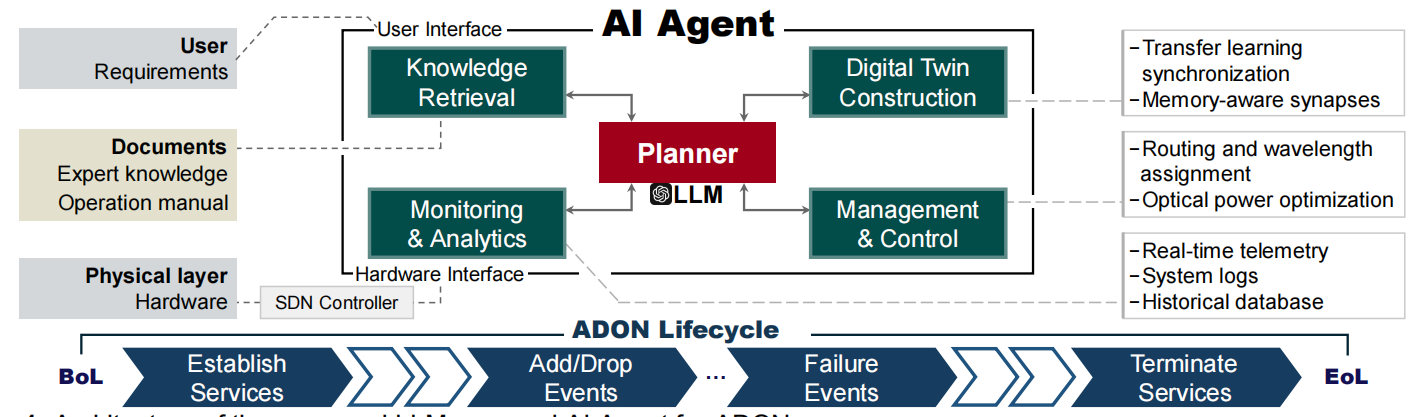 AI Agent
User Interface
User
Requirements
Documents
Expert knowledge
Operation manual
Physical layer
Hardware
SDN Controller
Hardware Interface
Knowledge
Retrieval
Monitoring
& Analytics
Planner
LLM
Digital Twin
Construction
Management
& Control
–Transfer learning
synchronization
–Memory-aware synapses
–Routing and wavelength
assignment
–Optical power optimization
–Real-time telemetry
–System logs
–Historical database
ADON Lifecycle
BoL
Establish
Services
Add/Drop
Events
...
Failure
Events
Terminate
Services
EoL